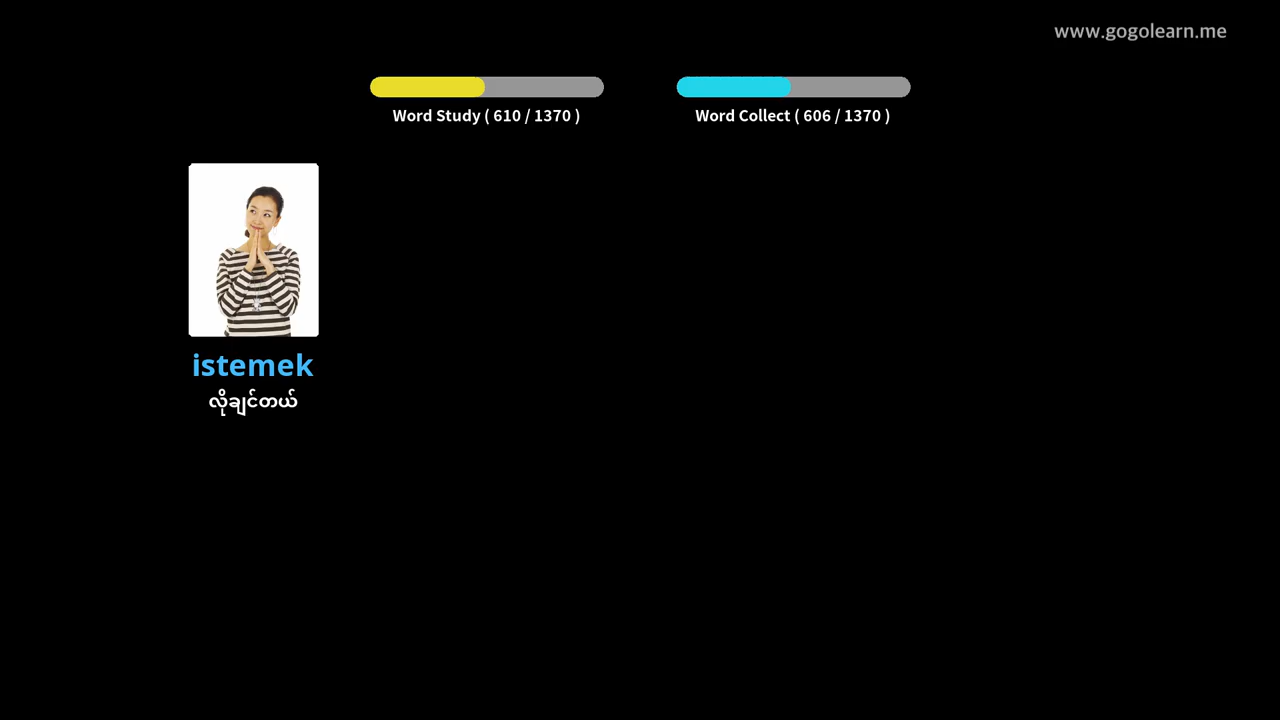 www.gogolearn.me
Word Study ( 610 / 1370 )
Word Collect ( 606 / 1370 )
istemek
လိုချင်တယ်